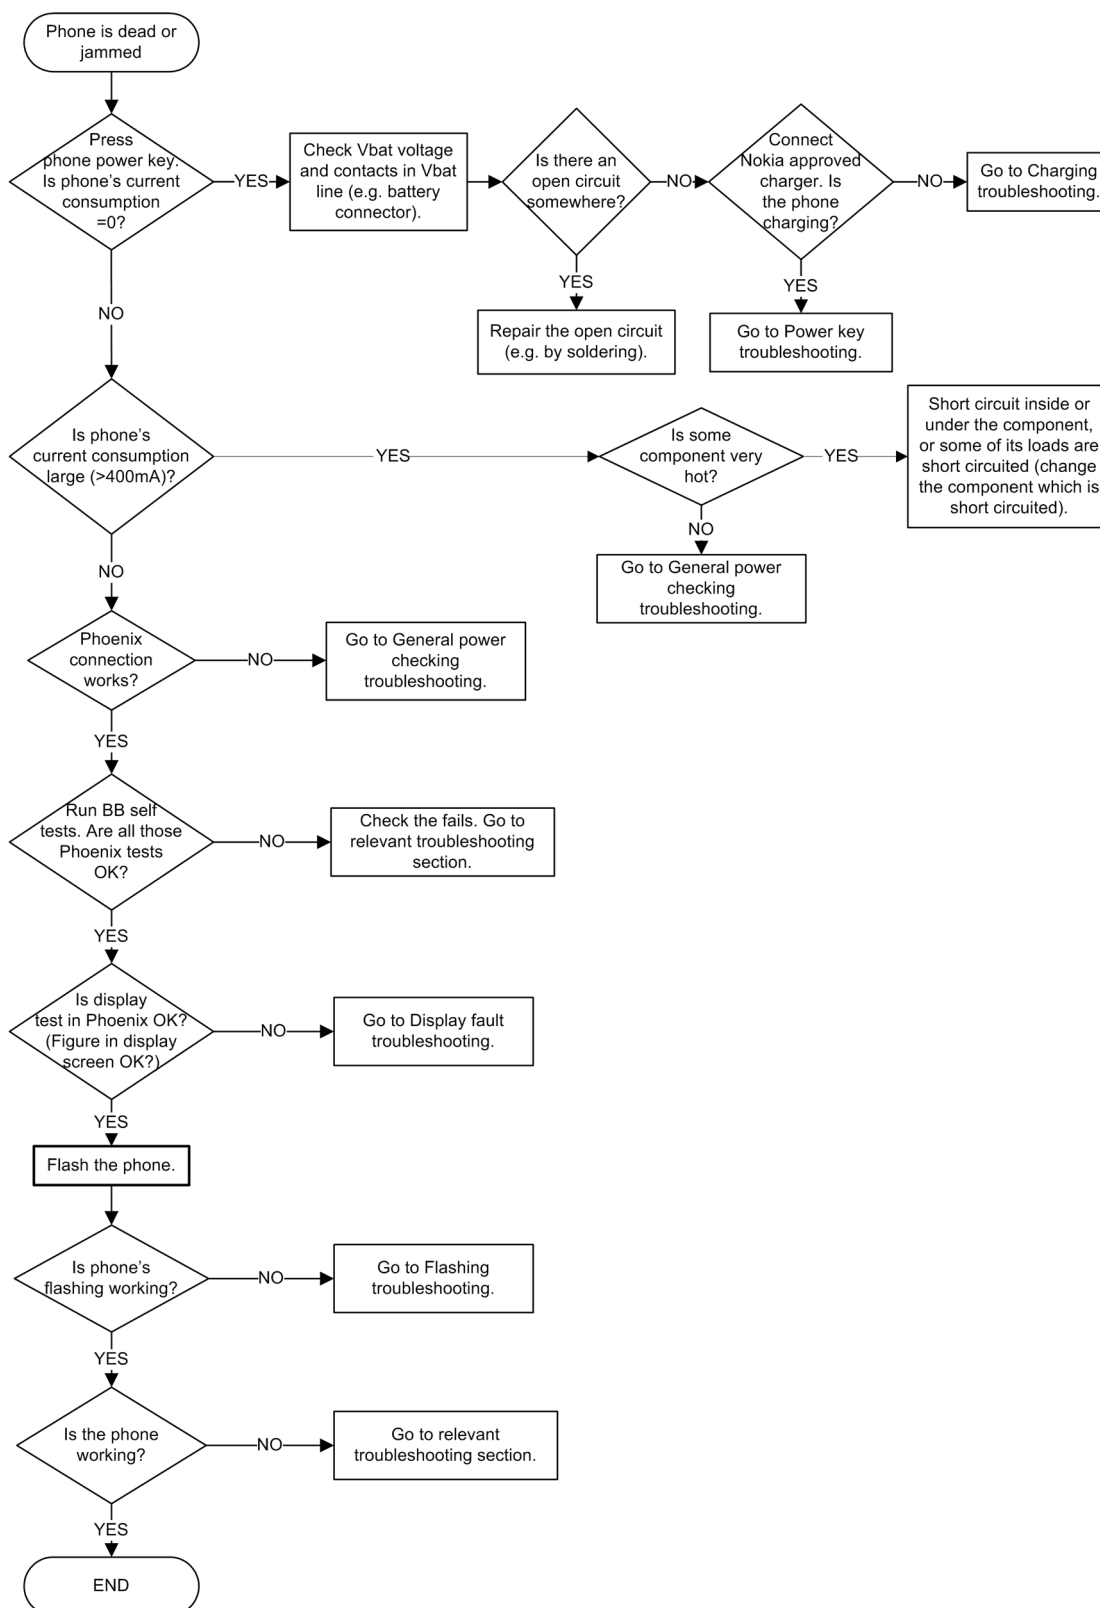 Phone is dead or
jammed
Press
phone power key.
Is phone's current
consumption
=0?
YES
Check Vbat voltage
and contacts in Vbat
line (e.g. battery
connector).
Is there an
open circuit
somewhere?
NO
Connect
Nokia approved
charger. Is
the phone
charging?
NO
Go to Charging
troubleshooting.
YES
Repair the open circuit
(e.g. by soldering).
YES
Go to Power key
troubleshooting.
NO
Is phone's
current consumption
large (>400mA)?
YES
Is some
component very
hot?
YES
Short circuit inside or
under the component,
or some of its loads are
short circuited (change
the component which is
short circuited).
NO
Go to General power
checking
troubleshooting.
NO
Phoenix
connection
works?
NO
Go to General power
checking
troubleshooting.
YES
Run BB self
tests. Are all those
Phoenix tests
OK?
NO
Check the fails. Go to
relevant troubleshooting
section.
YES
Is display
test in Phoenix OK?
(Figure in display
screen OK?)
NO
Go to Display fault
troubleshooting.
YES
Flash the phone.
Is phone's
flashing working?
NO
Go to Flashing
troubleshooting.
YES
Is the phone
working?
NO
Go to relevant
troubleshooting section.
YES
END